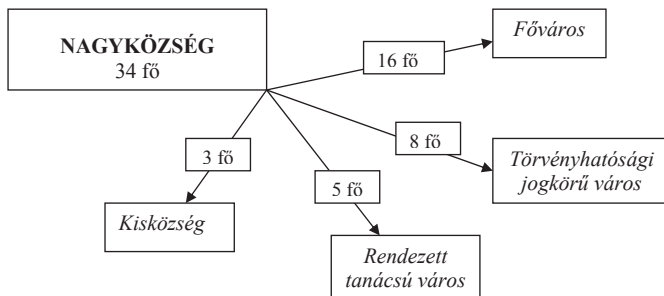 NAGYKÖZSÉG
34 fő
Főváros
16 fő
8 fő
3 fő
5 fő
Törvényhatósági
jogkörű város
Kisközség
Rendezett
tanácsú város